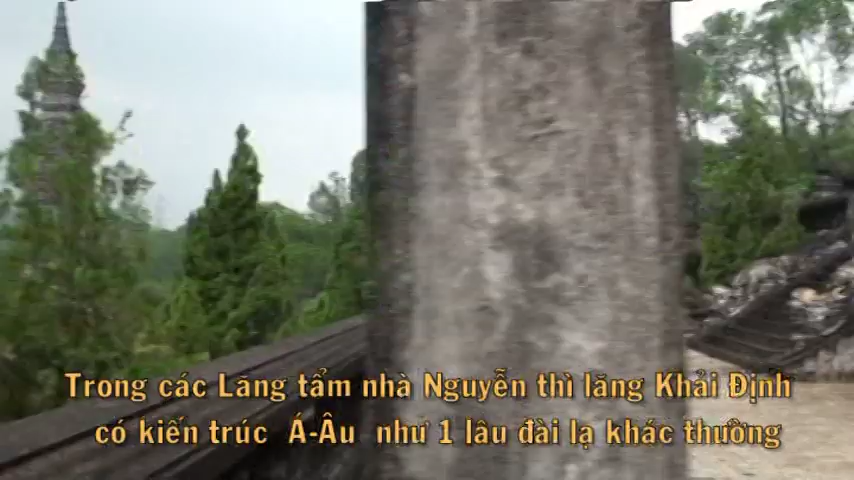 Trong các Lăng tẩm nhà Nguyễn thì lăng Khải Định
có kiến trúc Á-Âu như 1 lâu đài lạ khác thường